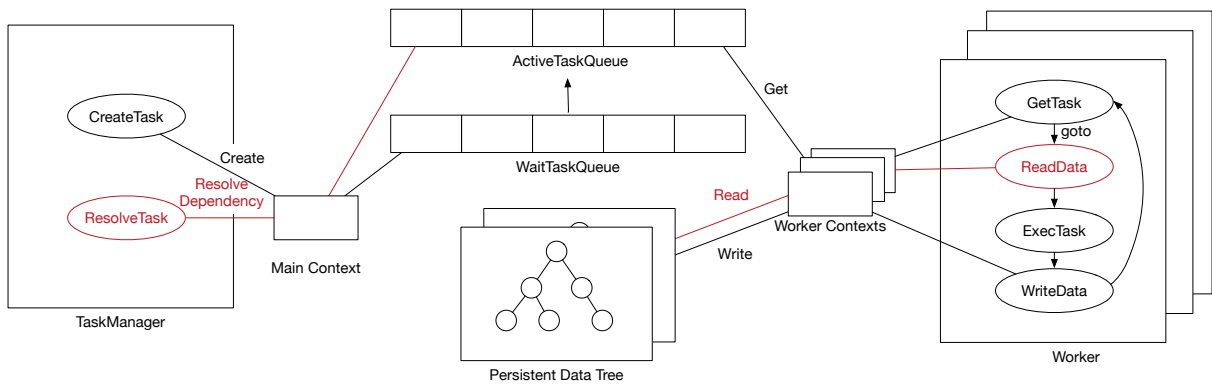 ActiveTaskQueue
Get
CreateTask
Create
WaitTaskQueue
Resolve
Dependency
ResolveTask
Main Context
TaskManager
Read
Write
Persistent Data Tree
Worker Contexts
GetTask
goto
ReadData
ExecTask
WriteData
Worker